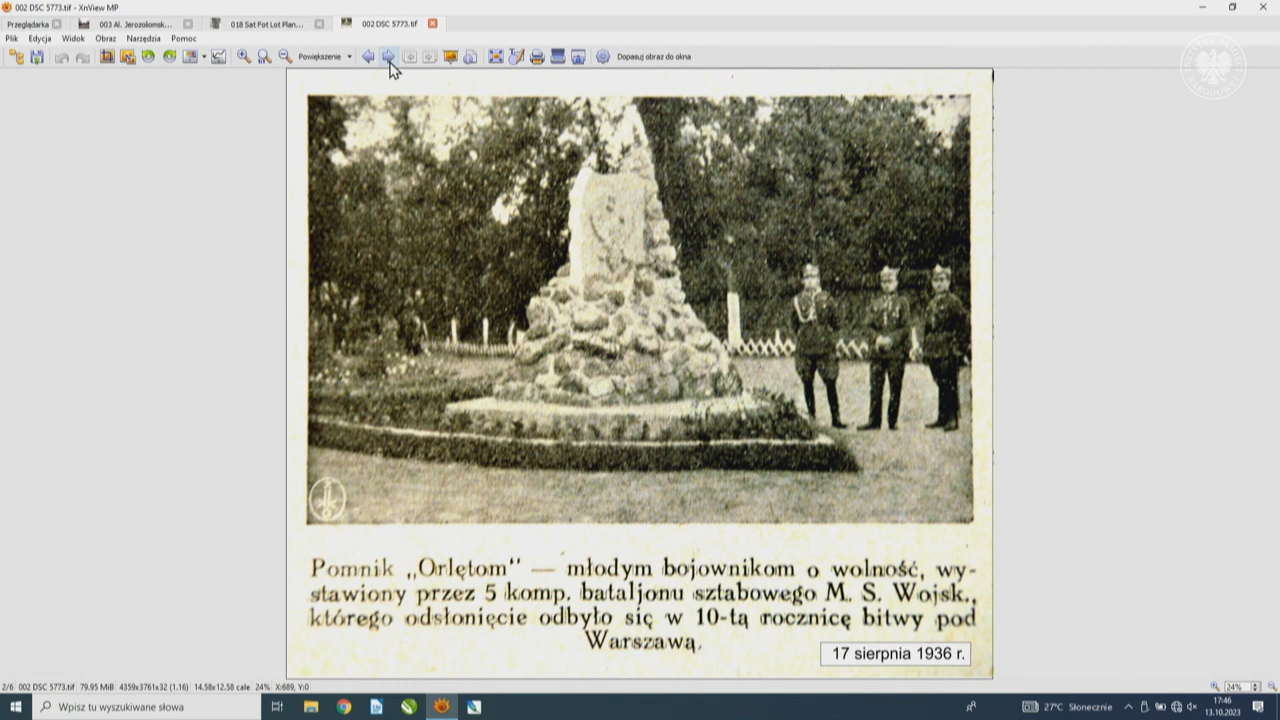 002 DSC 5773.tif - XnView MP
Przeglądarka
003 Al. Jerozolomsk...
018 Sat Fot Lot Plan...
002 DSC 5773.tif
Plik Edycja Widok Obraz Narzędzia Pomoc
Powiększenie
Dopasuj obraz do okna
Pomnik „Orlętom“ — młodym bojownikom o wolność, wy-
stawiony przez 5 komp. bataljonu sztabowego M. S. Wojsk.,
którego odsłonięcie odbyło się w 10-tą rocznicę bitwy pod
Warszawą.
17 sierpnia 1936 r.
2/6 002 DSC 5773.tif 79.95 MiB 4359x3761x32 (1.16) 14.58x12.58 cale 24% X:689, Y:0
24%
Wpisz tu wyszukiwane słowa
27°C Słonecznie
17:46
13.10.2023